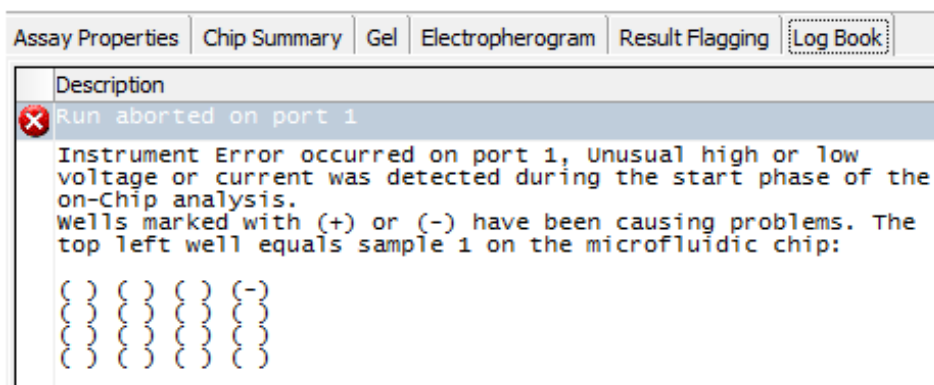 Assay Properties Chip Summary Gel Electropherogram Result Flagging Log Book
Description
Run aborted on port 1
Instrument Error occurred on port 1, Unusual high or low
voltage or current was detected during the start phase of the
on-Chip analysis.
Wells marked with (+) or (-) have been causing problems. The
top left well equals sample 1 on the microfluidic chip:
( ) ( ) ( ) (-)
( ) ( ) ( ) ( )
( ) ( ) ( ) ( )
( ) ( ) ( ) ( )